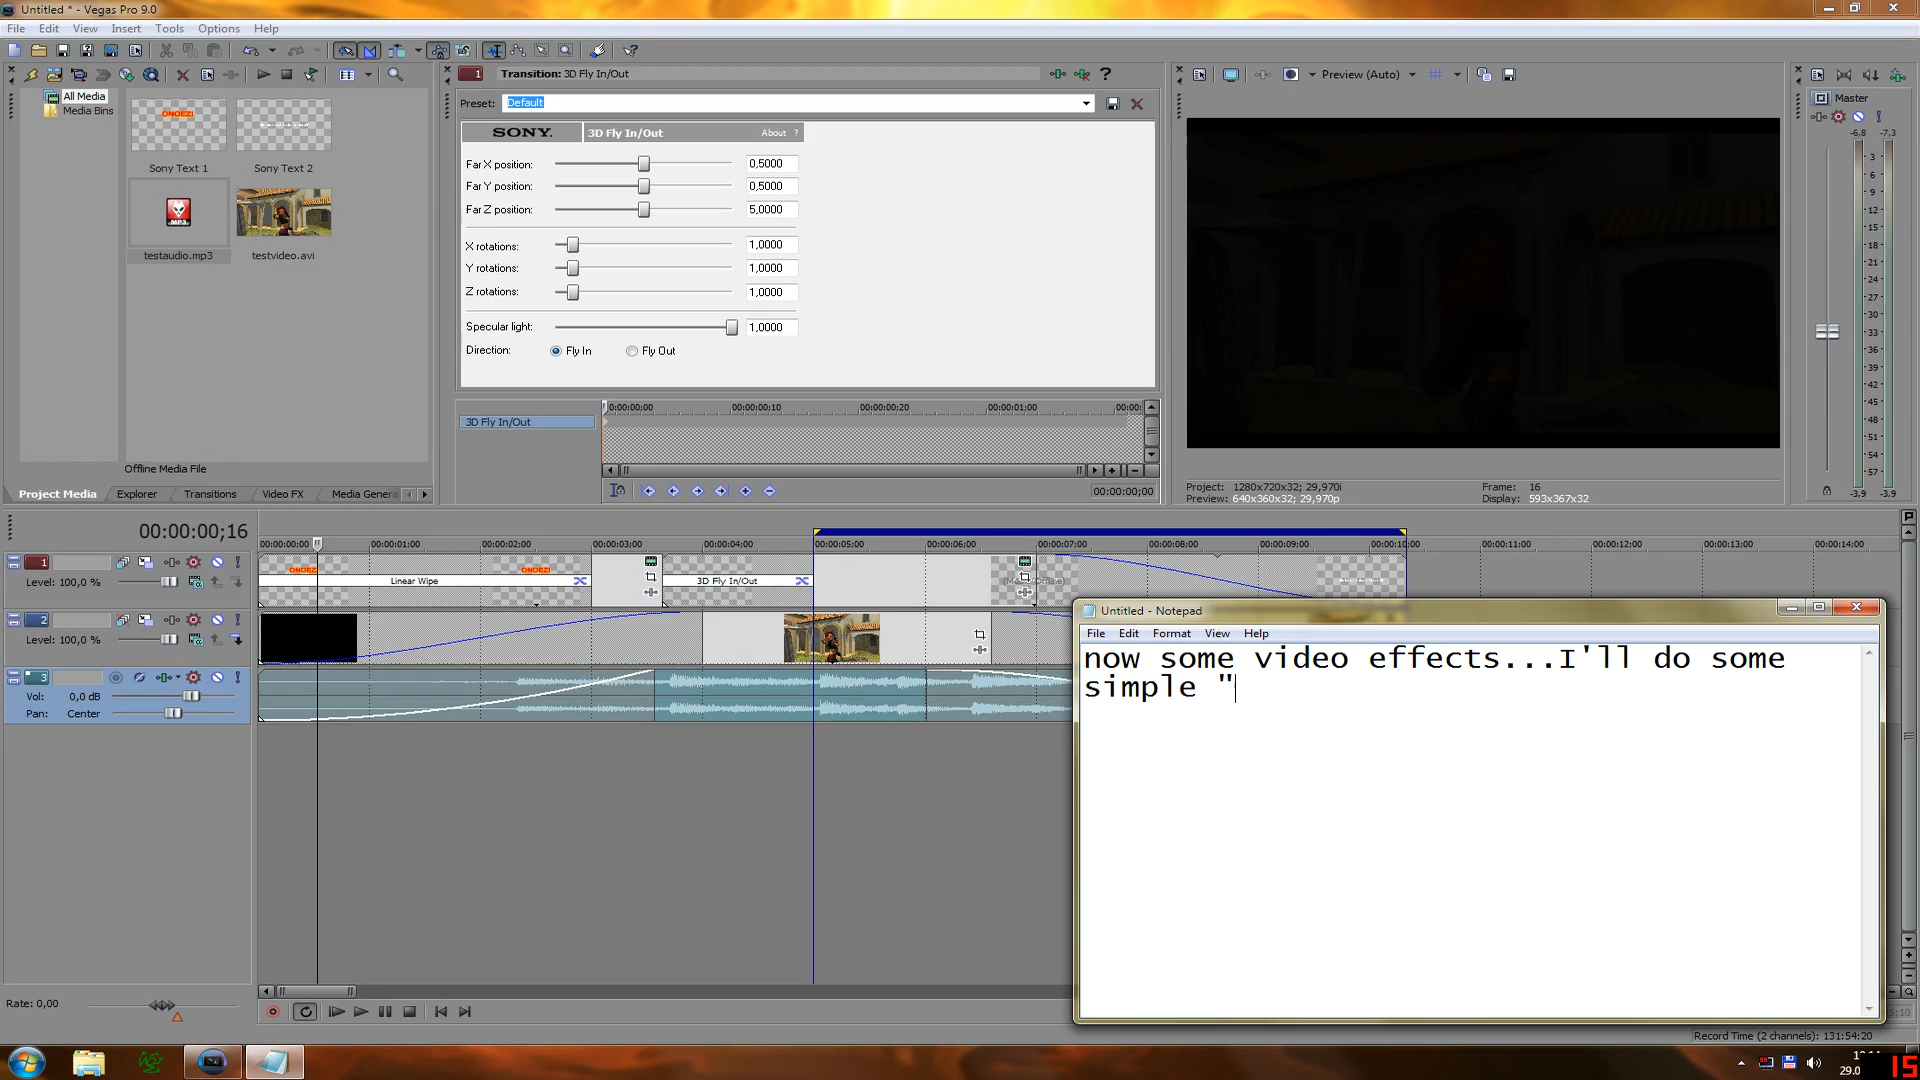 Untitled * - Vegas Pro 9.0
File Edit View Insert Tools Options Help
All Media
Media Bins
ONOEZ!
Sony Text 1
Sony Text 2
MP3
testaudio.mp3
testvideo.avi
Offline Media File
Project Media Explorer Transitions Video FX Media Genera
1 Transition: 3D Fly In/Out
Preset: Default
SONY. 3D Fly In/Out About ?
Far X position: 0,5000
Far Y position: 0,5000
Far Z position: 5,0000
X rotations: 1,0000
Y rotations: 1,0000
Z rotations: 1,0000
Specular light: 1,0000
Direction: Fly In Fly Out
0:00:00;00 00:00:00;10 00:00:00;20 00:00:01;00 00:00:
3D Fly In/Out
00:00:00;00
Preview (Auto)
Project: 1280x720x32; 29,970i Frame: 16
Preview: 640x360x32; 29,970p Display: 593x367x32
Master
-6,8 -7,3
3
6
9
12
15
18
21
24
27
30
33
36
39
42
45
48
51
54
57
-3,9 -3,9
00:00:00;16
00:00:00;00 00:00:01;00 00:00:02;00 00:00:03;00 00:00:04;00 00:00:05;00 00:00:06;00 00:00:07;00 00:00:08;00 00:00:09;00 00:00:10;00 00:00:11;00 00:00:12;00 00:00:13;00 00:00:14;00
1
Level: 100,0 %
ONOEZ! Linear Wipe ONOEZ! 3D Fly In/Out
2
Level: 100,0 %
3
Vol: 0,0 dB
Pan: Center
Rate: 0,00
Untitled - Notepad
File Edit Format View Help
now some video effects...I'll do some
simple "
Record Time (2 channels): 131:54:20
29.0
15